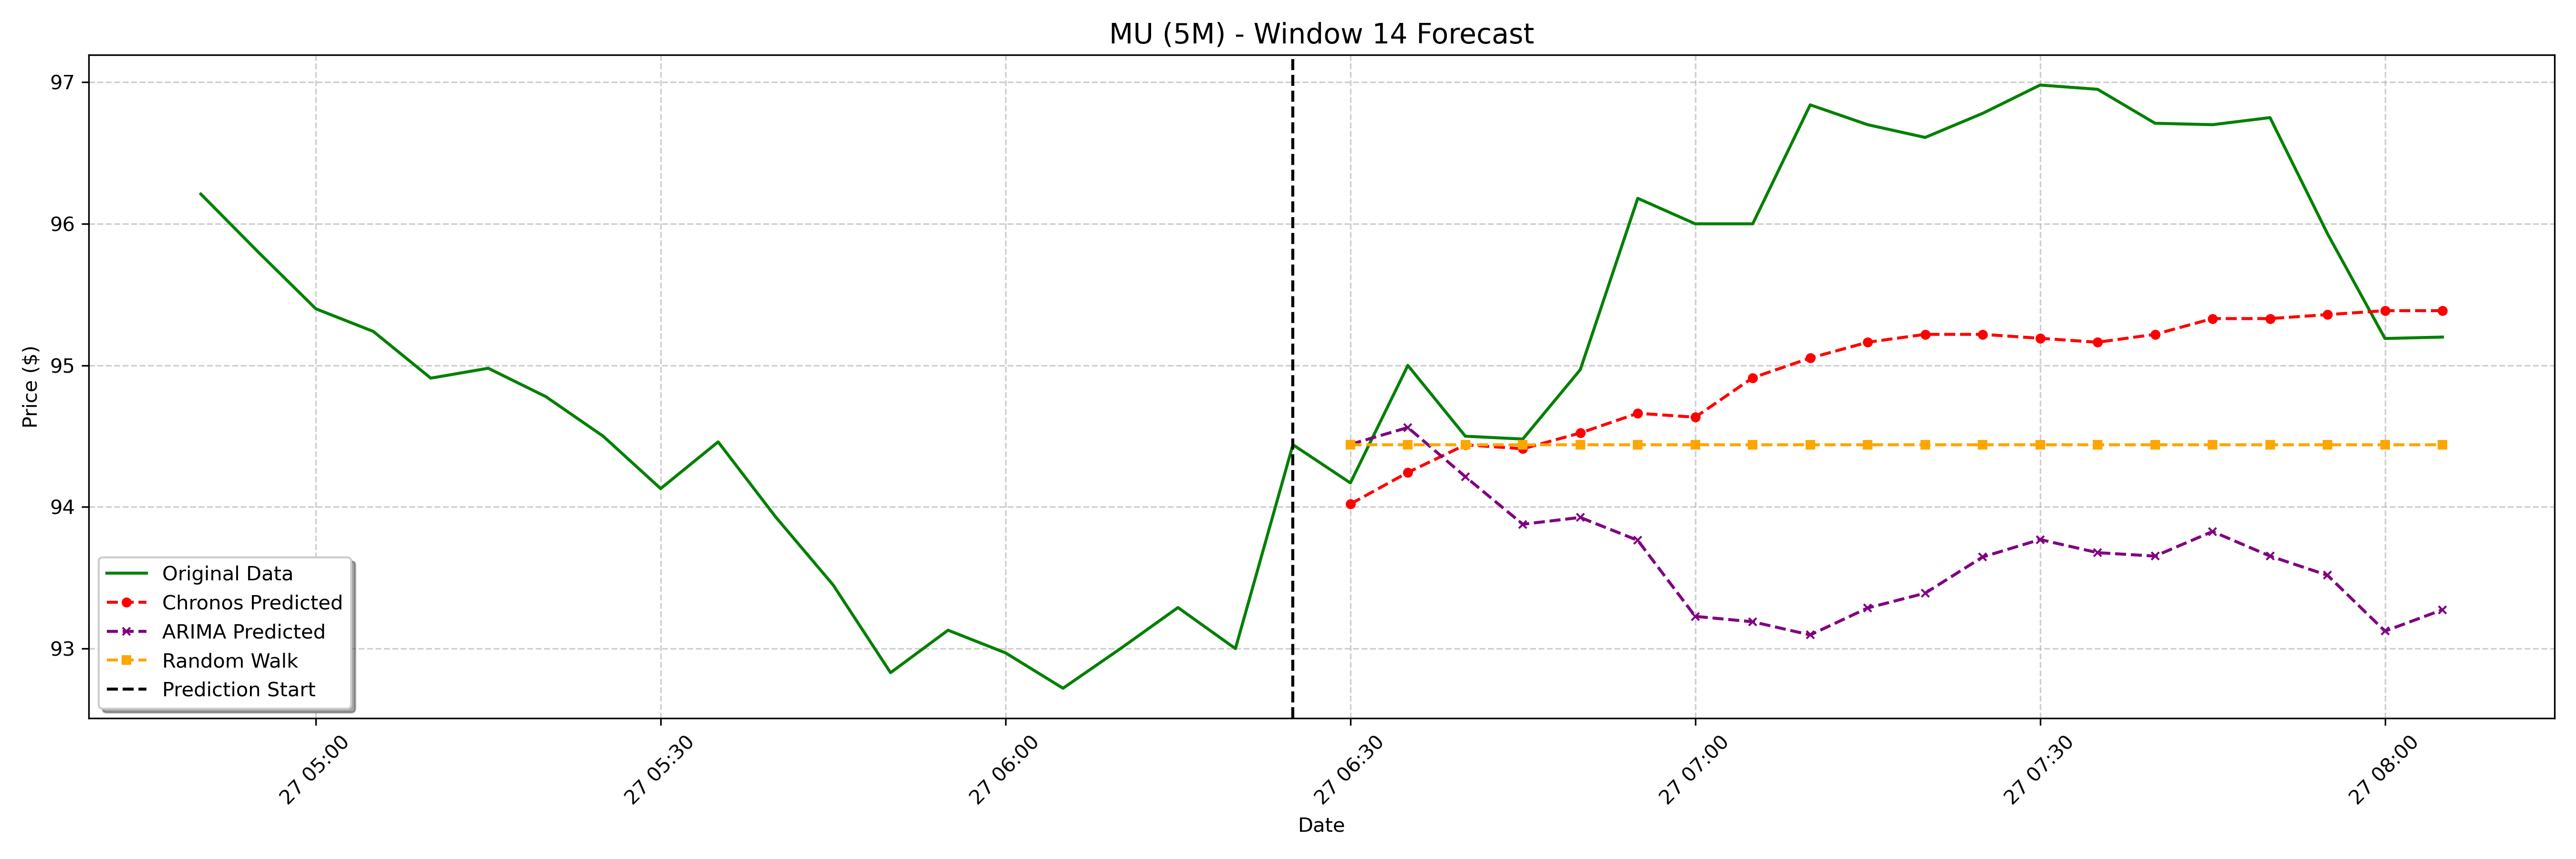 MU (5M) - Window 14 Forecast
Price ($)
97
96
95
94
93
Original Data
Chronos Predicted
ARIMA Predicted
Random Walk
Prediction Start
27 05:00
27 05:30
27 06:00
27 06:30
27 07:00
27 07:30
27 08:00
Date